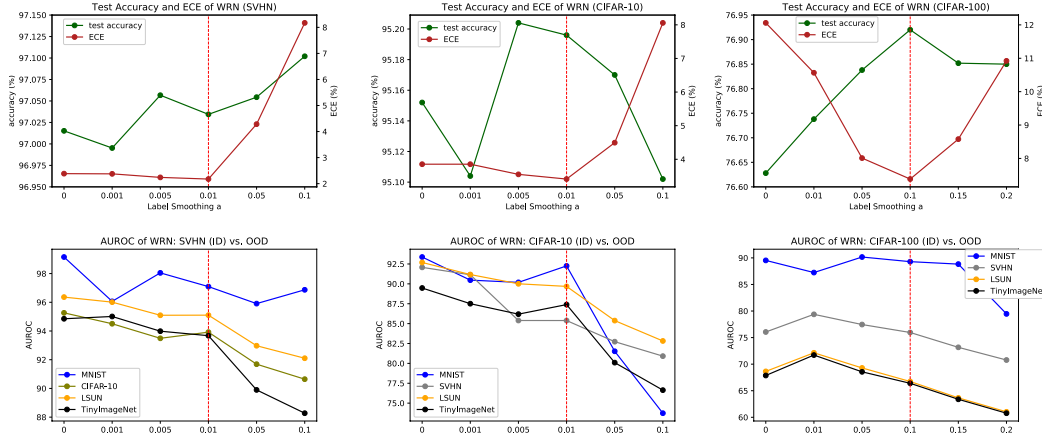 Test Accuracy and ECE of WRN (SVHN)
97.150
97.125
97.100
97.075
97.050
97.025
97.000
96.975
96.950
accuracy (%)
8
7
6
5
4
3
2
ECE (%)
test accuracy
ECE
0 0.001 0.005 0.01 0.05 0.1
Label Smoothing a
Test Accuracy and ECE of WRN (CIFAR-10)
95.20
95.18
95.16
95.14
95.12
95.10
accuracy (%)
8
7
6
5
4
ECE (%)
test accuracy
ECE
0 0.001 0.005 0.01 0.05 0.1
Label Smoothing a
Test Accuracy and ECE of WRN (CIFAR-100)
76.95
76.90
76.85
76.80
76.75
76.70
76.65
76.60
accuracy (%)
12
11
10
9
8
ECE (%)
test accuracy
ECE
0 0.01 0.05 0.1 0.15 0.2
Label Smoothing a
AUROC of WRN: SVHN (ID) vs. OOD
98
96
94
92
90
88
AUROC
MNIST
CIFAR-10
LSUN
TinyImageNet
0 0.001 0.005 0.01 0.05 0.1
AUROC of WRN: CIFAR-10 (ID) vs. OOD
92.5
90.0
87.5
85.0
82.5
80.0
77.5
75.0
AUROC
MNIST
SVHN
LSUN
TinyImageNet
0 0.001 0.005 0.01 0.05 0.1
AUROC of WRN: CIFAR-100 (ID) vs. OOD
90
85
80
75
70
65
60
AUROC
MNIST
SVHN
LSUN
TinyImageNet
0 0.01 0.05 0.1 0.15 0.2